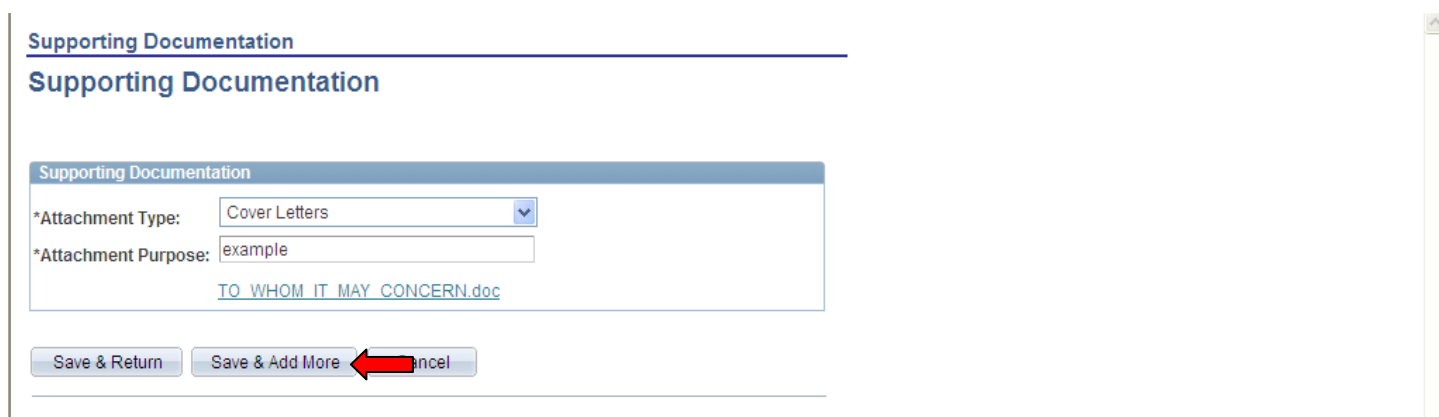 Supporting Documentation
Supporting Documentation
Supporting Documentation
*Attachment Type: Cover Letters
*Attachment Purpose: example
TO_WHOM_IT_MAY_CONCERN.doc
Save & Return Save & Add More